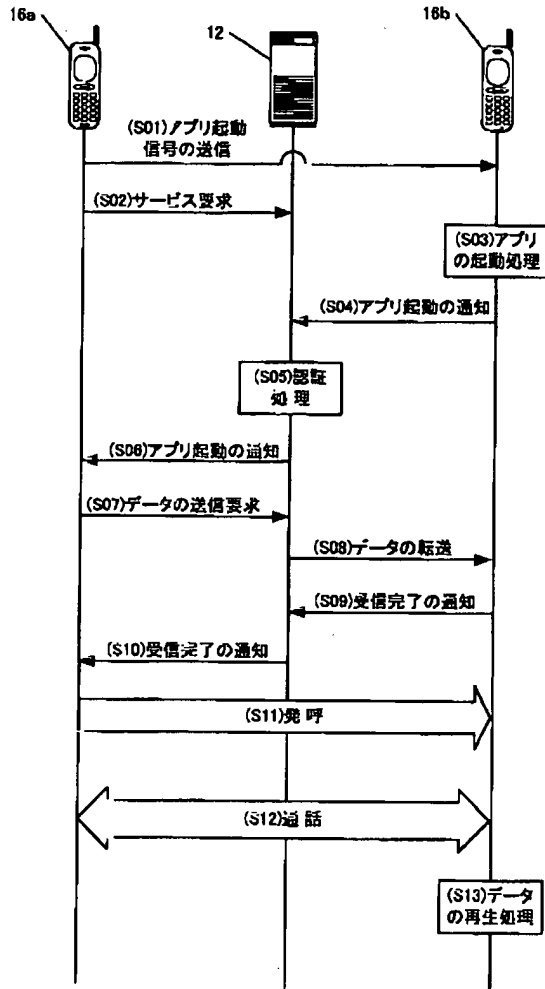 16a
12
16b
(S01)アプリ起動
信号の送信
(S02)サービス要求
(S03)アプリ
の起動処理
(S04)アプリ起動の通知
(S05)認証
処理
(S06)アプリ起動の通知
(S07)データの送信要求
(S08)データの転送
(S09)受信完了の通知
(S10)受信完了の通知
(S11)発呼
(S12)通話
(S13)データ
の再生処理